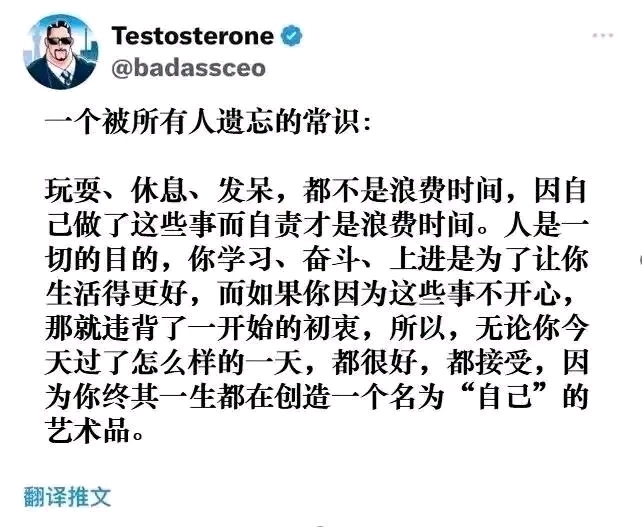 Testosterone
@badassceo
一个被所有人遗忘的常识：
玩耍、休息、发呆，都不是浪费时间，因自
己做了这些事而自责才是浪费时间。人是一
切的目的，你学习、奋斗、上进是为了让你
生活得更好，而如果你因为这些事不开心，
那就违背了一开始的初衷，所以，无论你今
天过了怎么样的一天，都很好，都接受，因
为你终其一生都在创造一个名为“自己”的
艺术品。
翻译推文